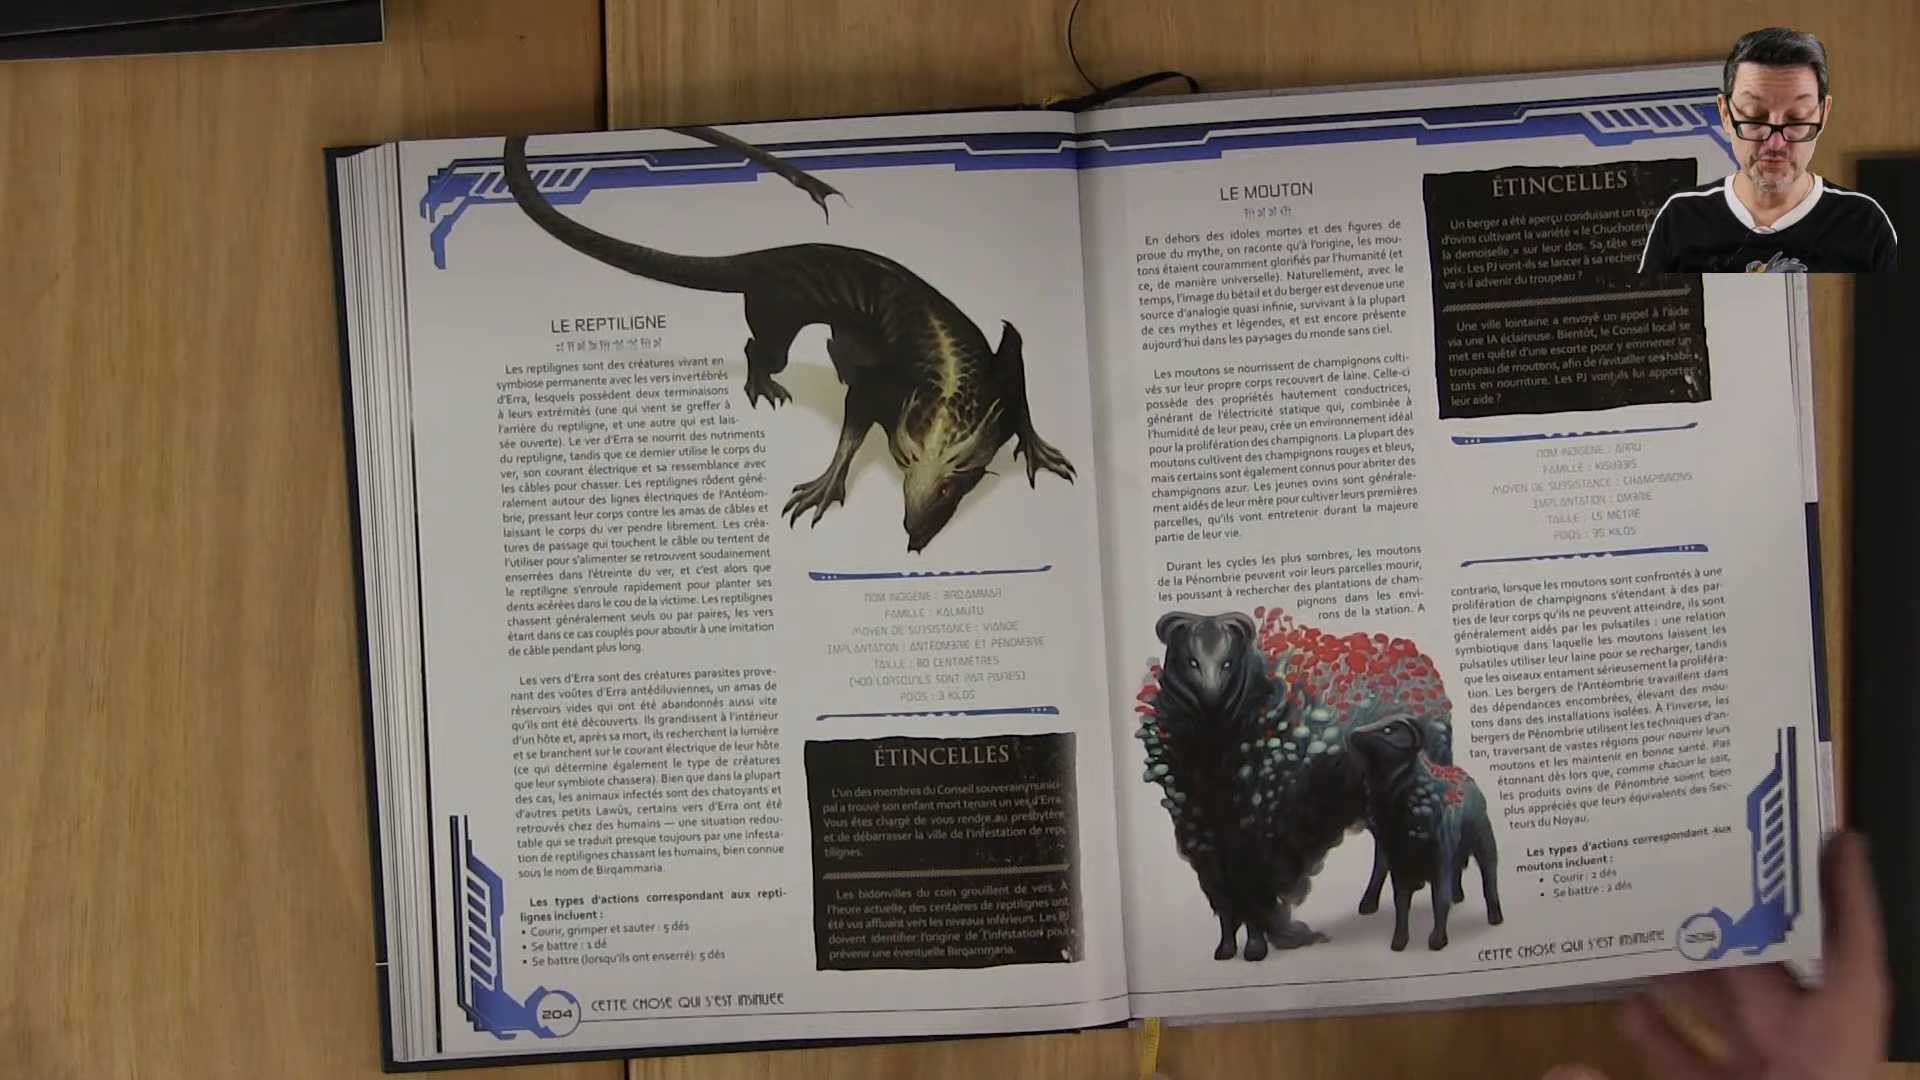 LE REPTILIGNE
Les reptilignes sont des créatures vivant en
symbiose permanente avec les vers invertébrés
d'Erra, lesquels possèdent deux terminaisons
à leurs extrémités (une qui vient se greffer à
l'arrière du reptiligne, et une autre qui est lais-
sée ouverte). Le ver d'Erra se nourrit des nutriments
du reptiligne, tandis que ce dernier utilise le corps du
ver, son courant électrique et sa ressemblance avec
les câbles pour chasser. Les reptilignes rôdent géné-
ralement autour des lignes électriques de l'Antéom-
brie, pressant leur corps contre les amas de câbles et
laissant le corps du ver pendre librement. Les créa-
tures de passage qui touchent le câble ou tentent de
l'utiliser pour s'alimenter se retrouvent soudainement
enserrées dans l'étreinte du ver, et c'est alors que
le reptiligne s'enroule rapidement pour planter ses
dents acérées dans le cou de la victime. Les reptilignes
chassent généralement seuls ou par paires, les vers
étant dans ce cas couplés pour aboutir à une imitation
de câble pendant plus long.
Les vers d'Erra sont des créatures parasites prove-
nant des voûtes d'Erra antédiluviennes, un amas de
réservoirs vides qui ont été abandonnés aussi vite
qu'ils ont été découverts. Ils grandissent à l'intérieur
d'un hôte et, après sa mort, ils recherchent la lumière
et se branchent sur le courant électrique de leur hôte
(ce qui détermine également le type de créatures
que leur symbiote chassera). Bien que dans la plupart
des cas, les animaux infectés sont des chatoyants et
d'autres petits Lawûs, certains vers d'Erra ont été
retrouvés chez des humains — une situation redou-
table qui se traduit presque toujours par une infesta-
tion de reptilignes chassant les humains, bien connue
sous le nom de Birqammaria.
Les types d'actions correspondant aux repti-
lignes incluent :
• Courir, grimper et sauter : 5 dés
• Se battre : 1 dé
• Se battre (lorsqu'ils ont enserré): 5 dés
NOM INDIGÈNE : BIRQAMMAR
FAMILLE : KALMUTU
MOYEN DE SUBSISTANCE : VIANDE
IMPLANTATION : ANTÉOMBRIE ET PÉNOMBRIE
TAILLE : 80 CENTIMÈTRES
(400 LORSQU'ILS SONT PAR PAIRES)
POIDS : 3 KILOS
ÉTINCELLES
L'un des membres du Conseil souverain munici-
pal a trouvé son enfant mort tenant un ver d'Erra.
Vous êtes chargé de vous rendre au presbytère
et de débarrasser la ville de l'infestation de rep-
tilignes.
Les bidonvilles du coin grouillent de vers. À
l'heure actuelle, des centaines de reptilignes ont
été vus affluant vers les niveaux inférieurs. Les PJ
doivent identifier l'origine de l'infestation pour
prévenir une éventuelle Birqammaria.
204 CETTE CHOSE QUI S'EST INSINUÉE
LE MOUTON
En dehors des idoles mortes et des figures de
proue du mythe, on raconte qu'à l'origine, les mou-
tons étaient couramment glorifiés par l'humanité (et
ce, de manière universelle). Naturellement, avec le
temps, l'image du bétail et du berger est devenue une
source d'analogie quasi infinie, survivant à la plupart
de ces mythes et légendes, et est encore présente
aujourd'hui dans les paysages du monde sans ciel.
Les moutons se nourrissent de champignons culti-
vés sur leur propre corps recouvert de laine. Celle-ci
possède des propriétés hautement conductrices,
générant de l'électricité statique qui, combinée à
l'humidité de leur peau, crée un environnement idéal
pour la prolifération des champignons. La plupart des
moutons cultivent des champignons rouges et bleus,
mais certains sont également connus pour abriter des
champignons azur. Les jeunes ovins sont générale-
ment aidés de leur mère pour cultiver leurs premières
parcelles, qu'ils vont entretenir durant la majeure
partie de leur vie.
Durant les cycles les plus sombres, les moutons
de la Pénombrie peuvent voir leurs parcelles mourir,
les poussant à rechercher des plantations de cham-
pignons dans les envi-
rons de la station. A
ÉTINCELLES
Un berger a été aperçu conduisant un
d'ovins cultivant la variété « le
la demoiselle » sur leur dos. Sa tête est
prix. Les PJ vont-ils se lancer à sa
va-t-il advenir du troupeau ?
Une ville lointaine a envoyé un appel à l'aide
via une IA éclaireuse. Bientôt, le Conseil local se
met en quête d'une escorte pour y emmener un
troupeau de moutons, afin de ravitailler ses habi-
tants en nourriture. Les PJ vont-ils lui apporter
leur aide ?
NOM INDIGÈNE :
FAMILLE :
MOYEN DE SUBSISTANCE : CHAMPIGNONS
IMPLANTATION : OMBRIE
TAILLE : 1,5 MÈTRE
POIDS : 35 KILOS
contrario, lorsque les moutons sont confrontés à une
prolifération de champignons s'étendant à des par-
ties de leur corps qu'ils ne peuvent atteindre, ils sont
généralement aidés par les pulsatiles : une relation
symbiotique dans laquelle les moutons laissent les
pulsatiles utiliser leur laine pour se recharger, tandis
que les oiseaux entament sérieusement la proliféra-
tion. Les bergers de l'Antéombrie travaillent dans
des dépendances encombrées, élevant des mou-
tons dans des installations isolées. À l'inverse, les
bergers de Pénombrie utilisent les techniques d'an-
tan, traversant de vastes régions pour nourrir leurs
moutons et les maintenir en bonne santé. Pas
étonnant dès lors que, comme chacun le sait,
les produits ovins de Pénombrie soient bien
plus appréciés que leurs équivalents des Sec-
teurs du Noyau.
Les types d'actions correspondant aux
moutons incluent :
• Courir : 2 dés
• Se battre : 2 dés
CETTE CHOSE QUI S'EST INSINUÉE 205